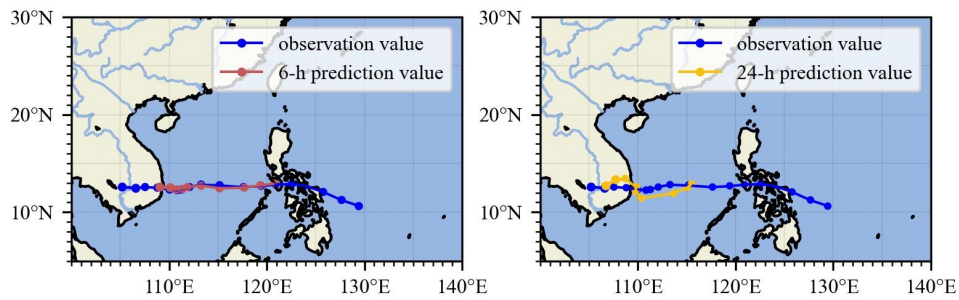 30°N
20°N
10°N
110°E 120°E 130°E 140°E
observation value
6-h prediction value
30°N
20°N
10°N
110°E 120°E 130°E 140°E
observation value
24-h prediction value